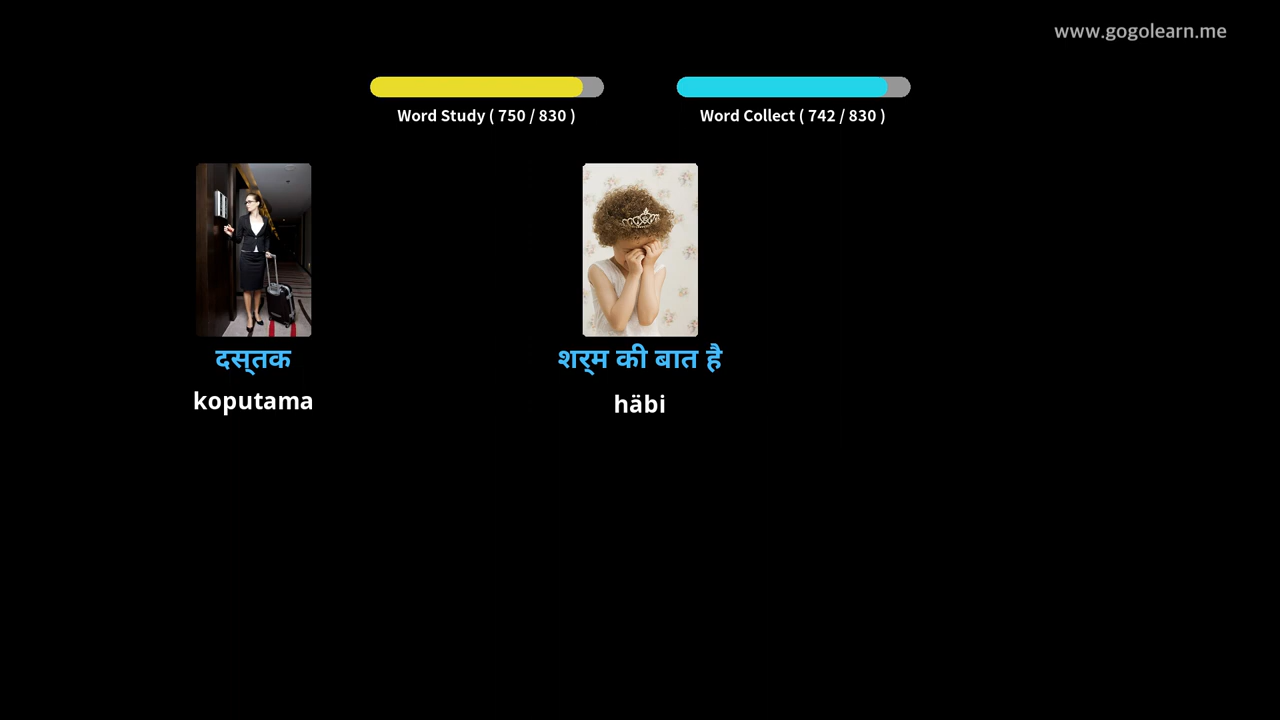 www.gogolearn.me
Word Study ( 750 / 830 )
Word Collect ( 742 / 830 )
दस्‌तक
शर्‌म की बात है
koputama
häbi